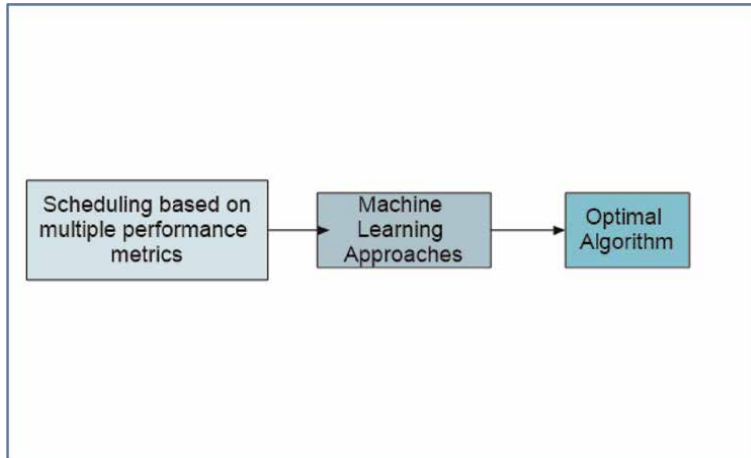 Scheduling based on
multiple performance
metrics
Machine
Learning
Approaches
Optimal
Algorithm